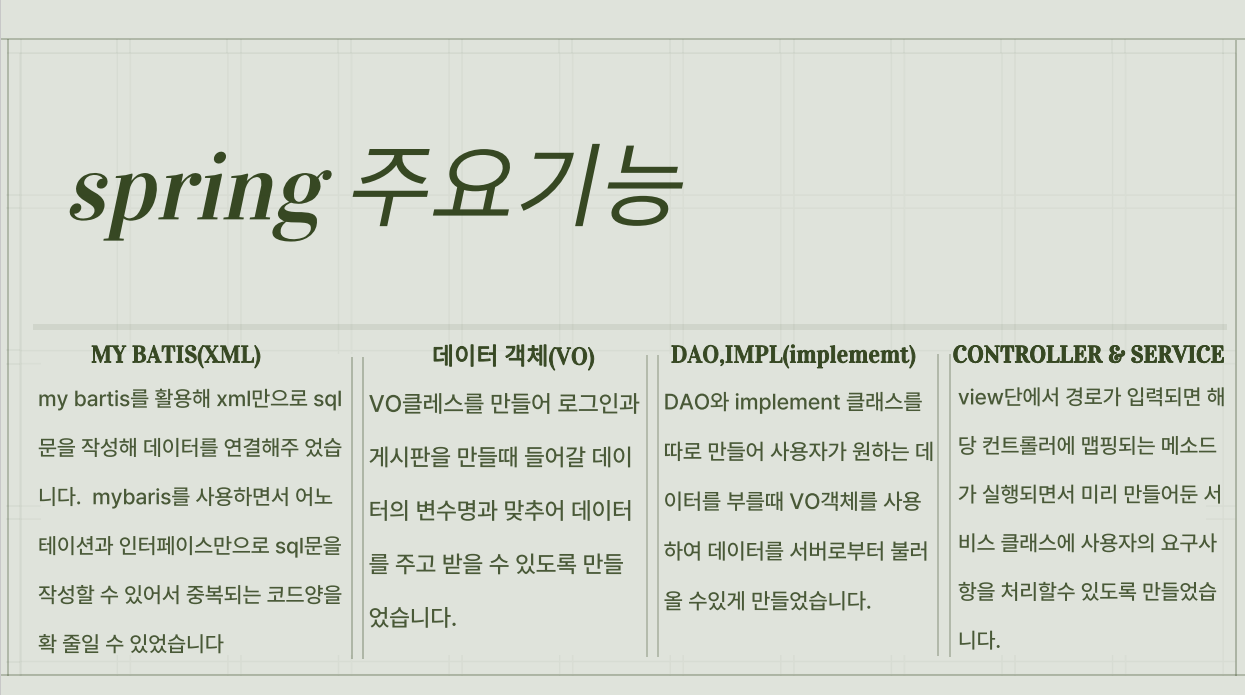 spring 주요기능
MY BATIS(XML)
my bartis를 활용해 xml만으로 sql
문을 작성해 데이터를 연결해주 었습
니다.  mybaris를 사용하면서 어노
테이션과 인터페이스만으로 sql문을
작성할 수 있어서 중복되는 코드양을
확 줄일 수 있었습니다
데이터 객체(VO)
VO클레스를 만들어 로그인과
게시판을 만들때 들어갈 데이
터의 변수명과 맞추어 데이터
를 주고 받을 수 있도록 만들
었습니다.
DAO,IMPL(implememt)
DAO와 implement 클래스를
따로 만들어 사용자가 원하는 데
이터를 부를때 VO객체를 사용
하여 데이터를 서버로부터 불러
올 수있게 만들었습니다.
CONTROLLER & SERVICE
view단에서 경로가 입력되면 해
당 컨트롤러에 맵핑되는 메소드
가 실행되면서 미리 만들어둔 서
비스 클래스에 사용자의 요구사
항을 처리할수 있도록 만들었습
니다.